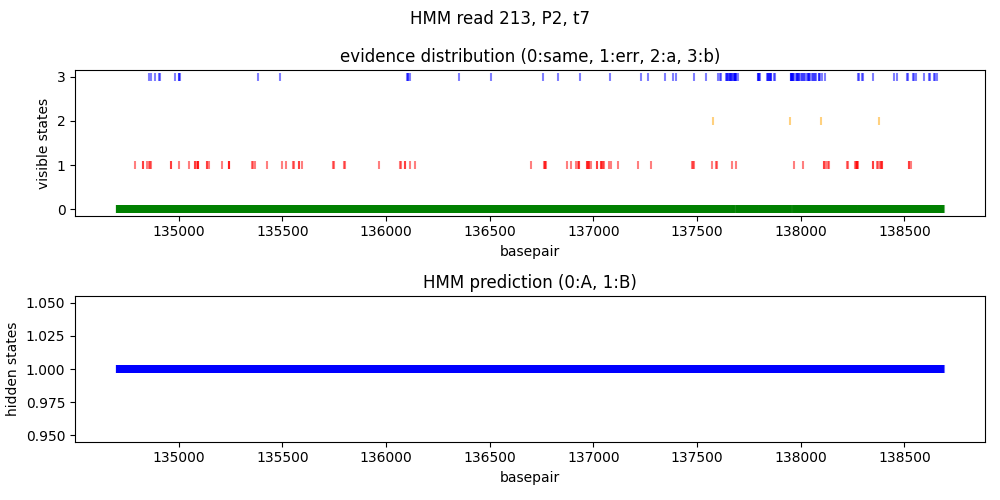 HMM read 213, P2, t7
evidence distribution (0:same, 1:err, 2:a, 3:b)
visible states
3
2
1
0
135000 135500 136000 136500 137000 137500 138000 138500
basepair
HMM prediction (0:A, 1:B)
hidden states
1.050
1.025
1.000
0.975
0.950
135000 135500 136000 136500 137000 137500 138000 138500
basepair